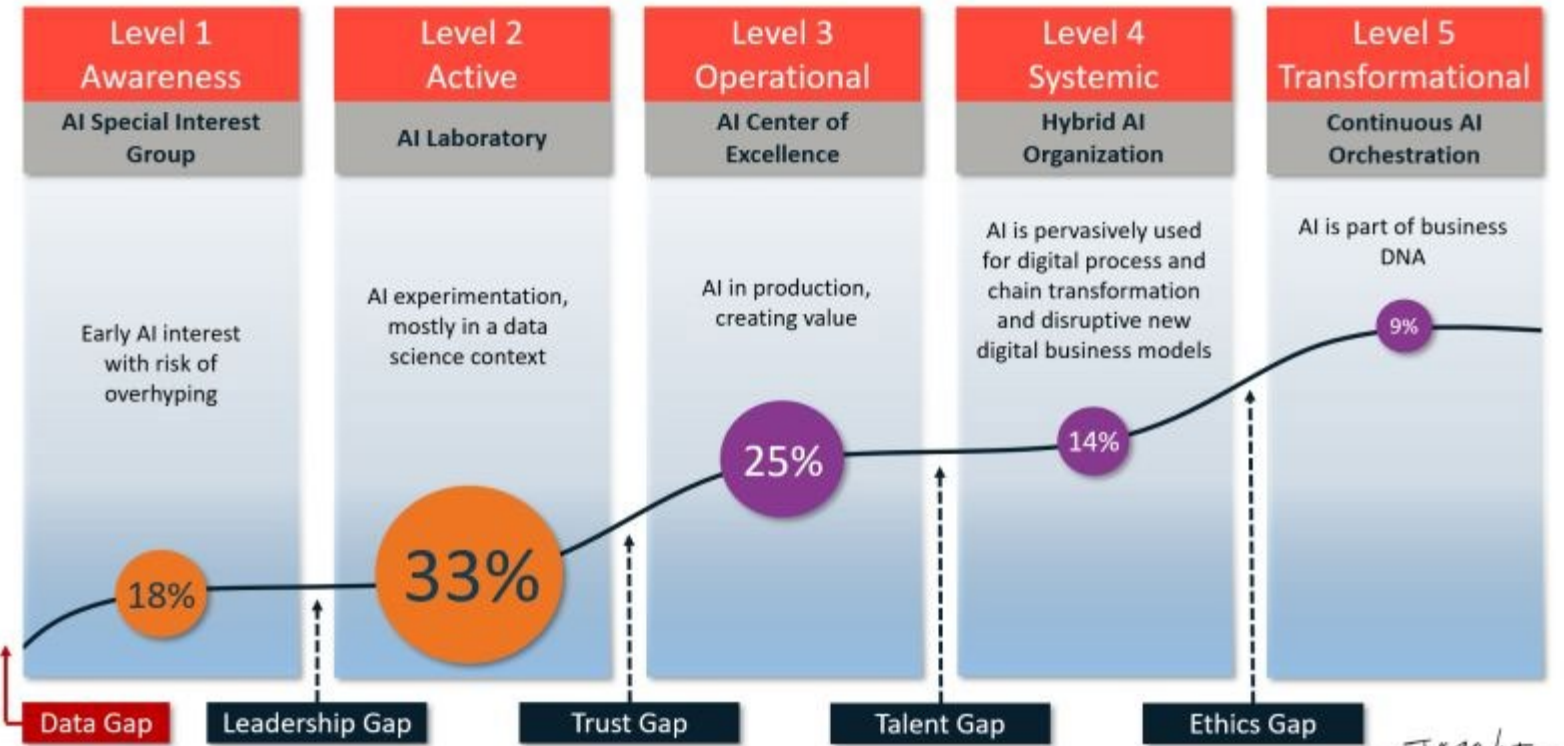 Level 1
Awareness
AI Special Interest
Group
Early AI interest
with risk of
overhyping
18%
Level 2
Active
AI Laboratory
AI experimentation,
mostly in a data
science context
33%
Level 3
Operational
AI Center of
Excellence
AI in production,
creating value
25%
Level 4
Systemic
Hybrid AI
Organization
AI is pervasively used
for digital process and
chain transformation
and disruptive new
digital business models
14%
Level 5
Transformational
Continuous AI
Orchestration
AI is part of business
DNA
9%
Data Gap
Leadership Gap
Trust Gap
Talent Gap
Ethics Gap